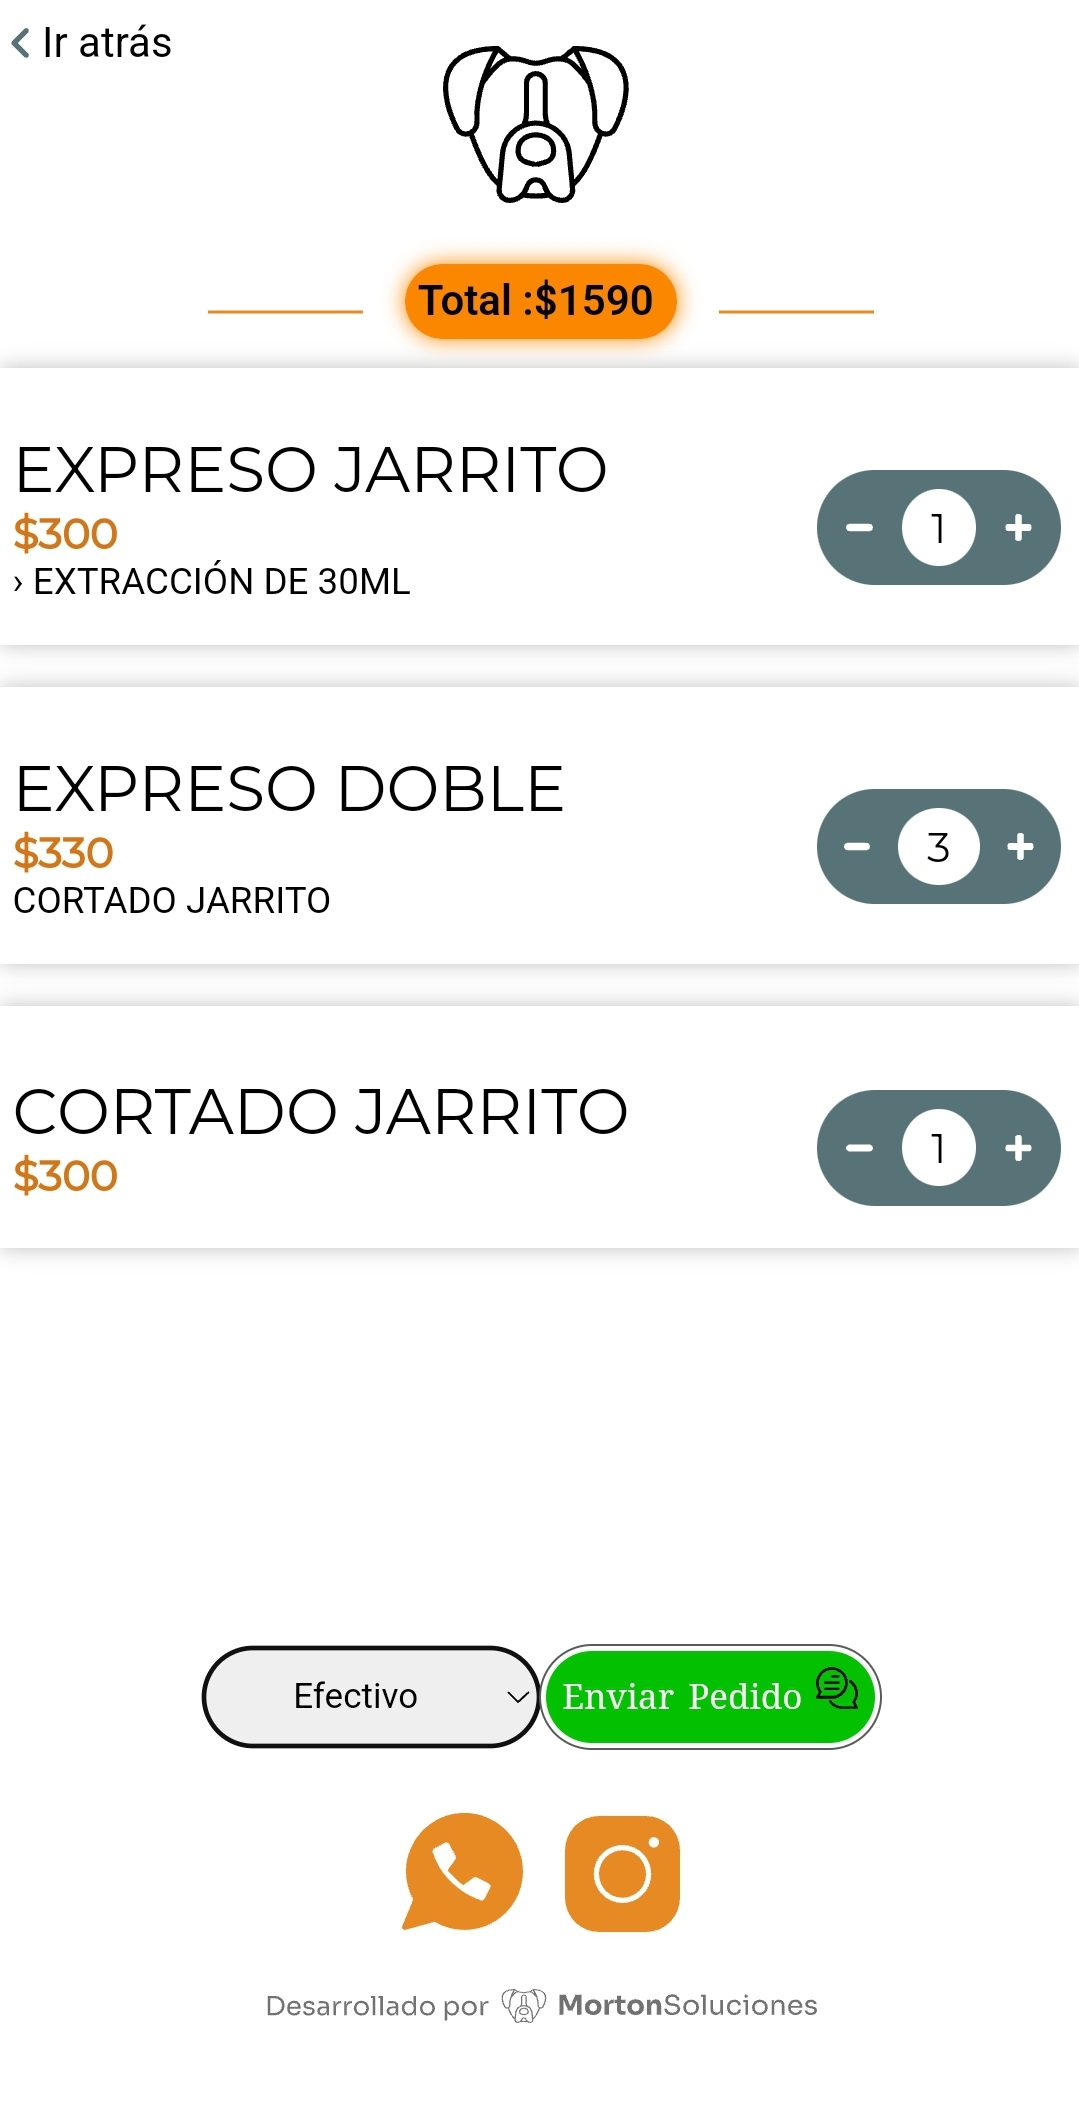 Ir atrás
Total :$1590
EXPRESO JARRITO
$300
› EXTRACCIÓN DE 30ML
1
EXPRESO DOBLE
$330
CORTADO JARRITO
3
CORTADO JARRITO
$300
1
Efectivo
Enviar Pedido
Desarrollado por MortonSoluciones